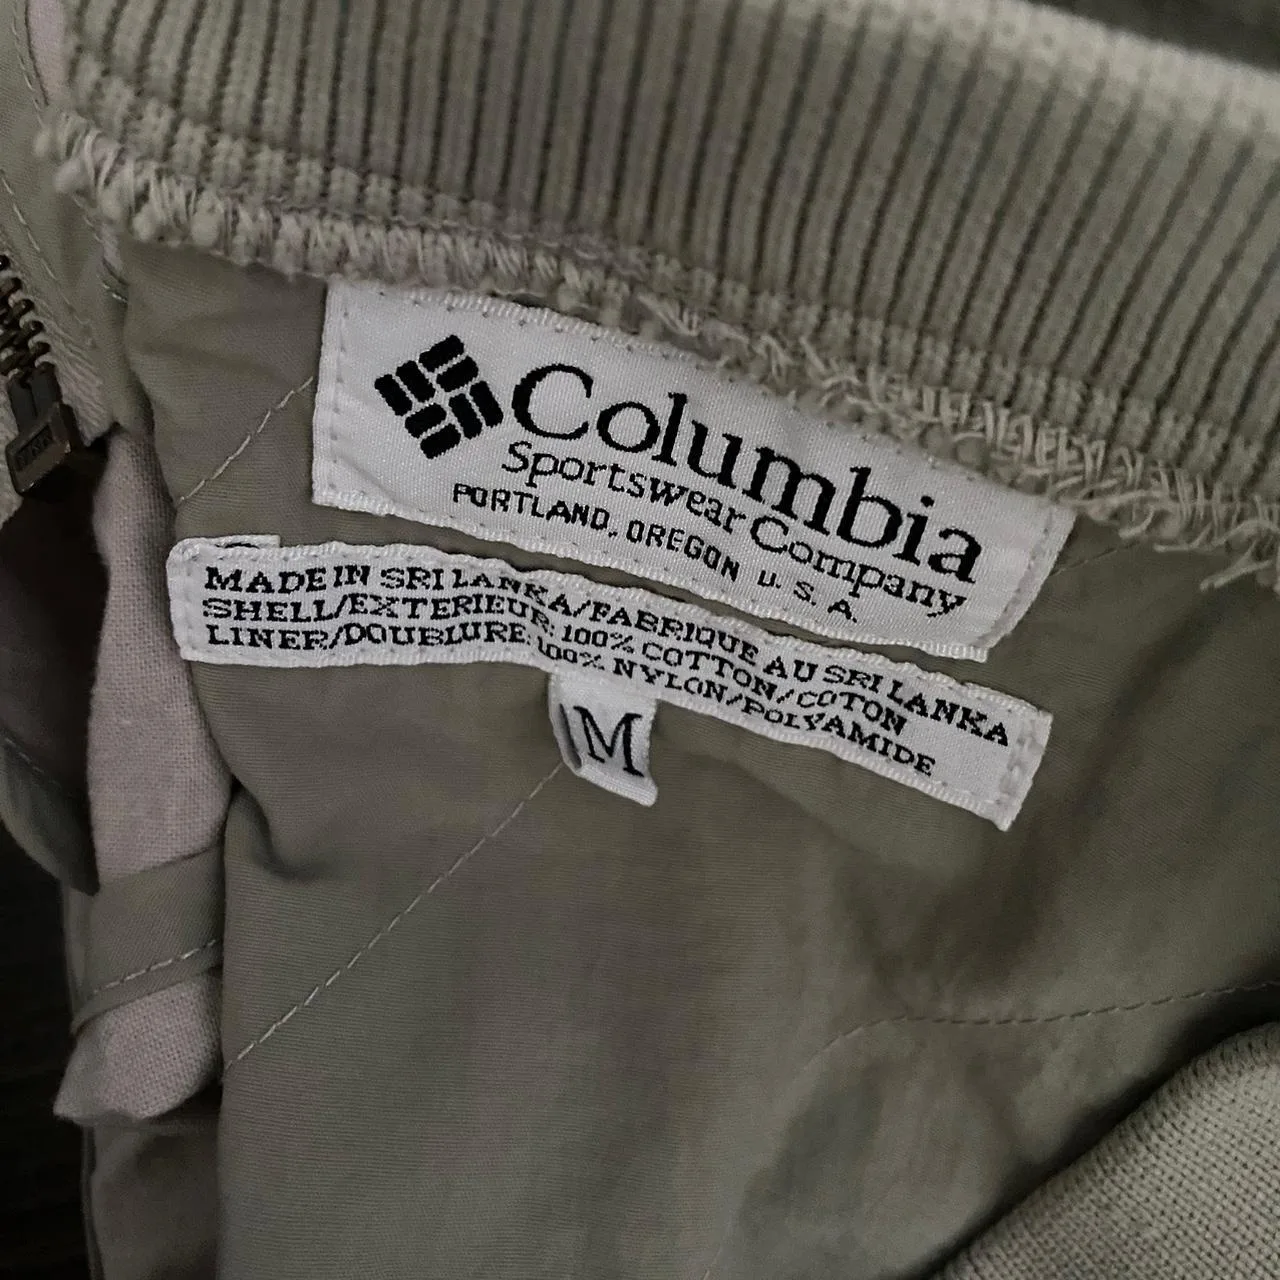 Columbia
Sportswear Company
PORTLAND, OREGON U.S.A.
MADE IN SRI LANKA/FABRIQUE AU SRI LANKA
SHELL/EXTERIEUR: 100% COTTON/COTON
LINER/DOUBLURE: 100% NYLON/POLYAMIDE
M